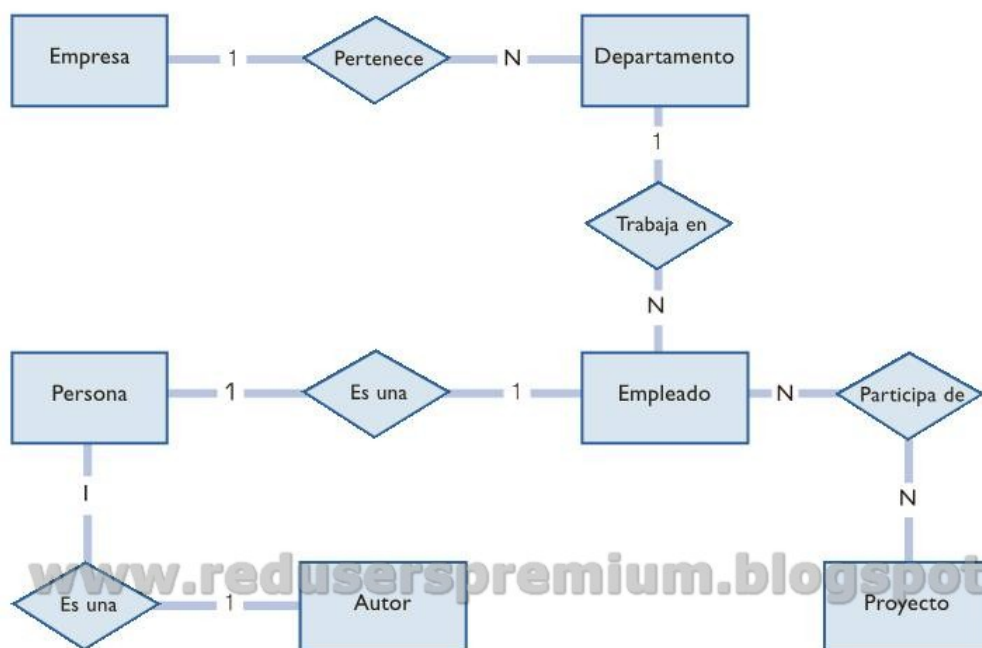 Empresa
1
Pertenece
N
Departamento
1
Trabaja en
N
Persona
1
Es una
1
Empleado
N
Participa de
I
N
www.reduserspremium.blogspot
Es una
1
Autor
Proyecto